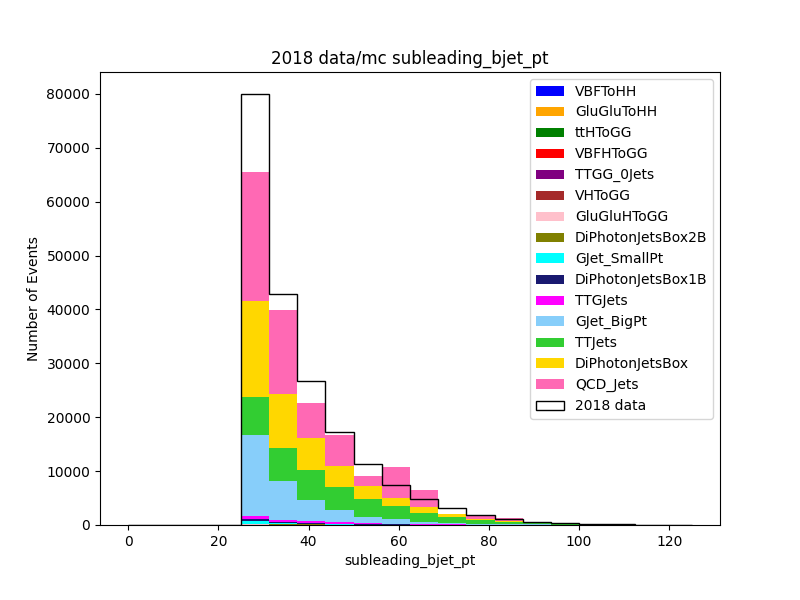 2018 data/mc subleading_bjet_pt
80000
70000
60000
50000
40000
30000
20000
10000
0
Number of Events
0 20 40 60 80 100 120
subleading_bjet_pt
VBFToHH
GluGluToHH
ttHToGG
VBFHToGG
TTGG_0Jets
VHToGG
GluGluHToGG
DiPhotonJetsBox2B
GJet_SmallPt
DiPhotonJetsBox1B
TTGJets
GJet_BigPt
TTJets
DiPhotonJetsBox
QCD_Jets
2018 data